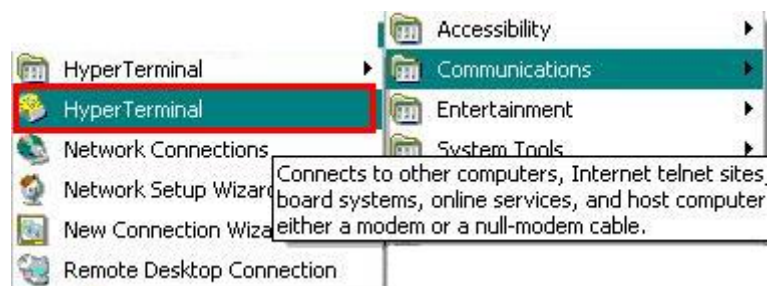 Accessibility
Communications
Entertainment
System Tools
HyperTerminal
HyperTerminal
Network Connections
Network Setup Wizard
New Connection Wiza
Remote Desktop Connection
Connects to other computers, Internet telnet sites,
board systems, online services, and host computer
either a modem or a null-modem cable.